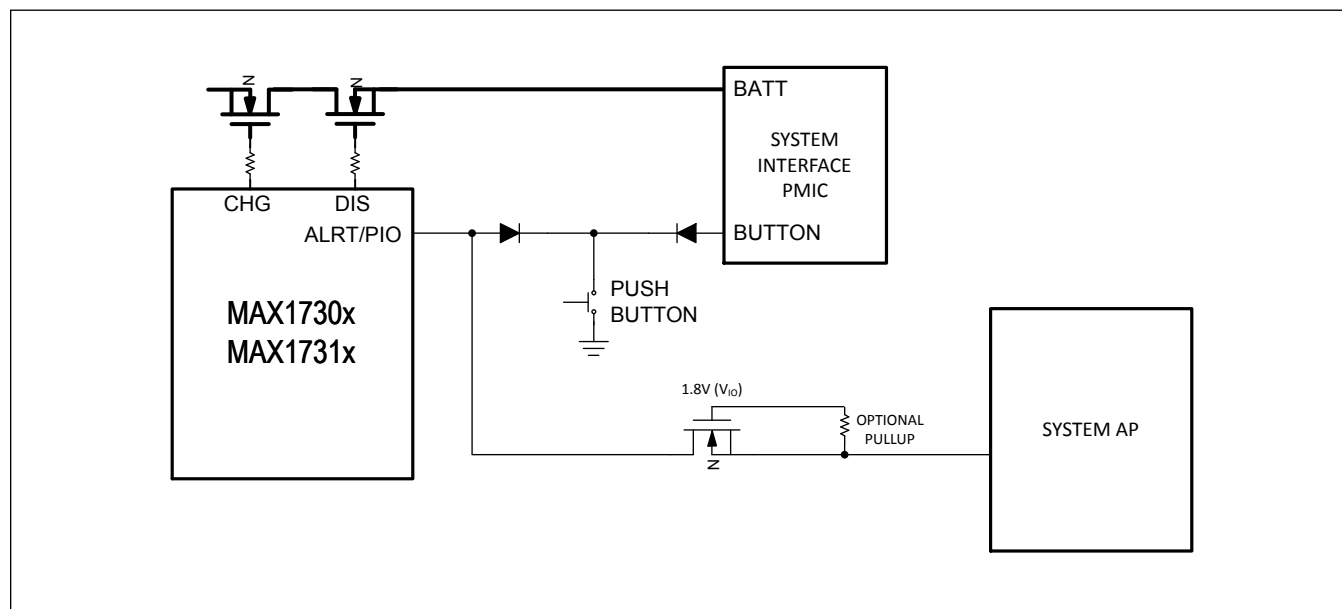 N
N
BATT
SYSTEM
INTERFACE
PMIC
CHG
DIS
ALRT/PIO
BUTTON
MAX1730x
MAX1731x
PUSH
BUTTON
1.8V (VIO)
OPTIONAL
PULLUP
N
SYSTEM AP